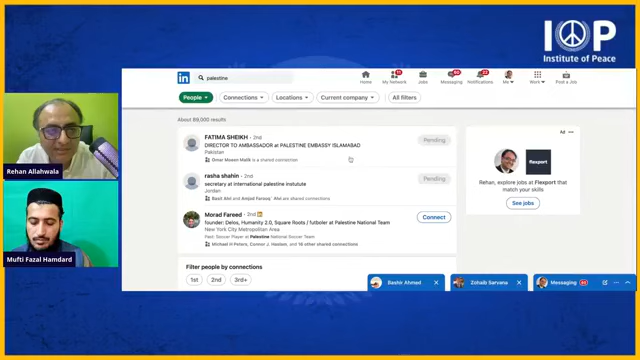 IOP
Institute of Peace
in
palestine
Home
My Network
Jobs
Messaging
Notifications
Me
Work
Post a Job
People
Connections
Locations
Current company
All filters
About 89,000 results
FATIMA SHEIKH • 2nd
DIRECTOR TO AMBASSADOR at PALESTINE EMBASSY ISLAMABAD
Pakistan
Omar Moeen Malik is a shared connection
Pending
rasha shahin • 2nd
secretary at international palestine instutute
Jordan
Basit Alvi and Amjad Farooq Alvi are shared connections
Pending
Morad Fareed • 2nd
founder: Delos, Humanity 2.0, Square Roots / futboler at Palestine National Team
New York City Metropolitan Area
Past: Soccer Player at Palestine National Soccer Team
Michael H Peters, Connor J. Haslam, and 16 other shared connections
Connect
Filter people by connections
1st
2nd
3rd+
Ad
Flexport
Rehan, explore jobs at Flexport that
match your skills
See jobs
Bashir Ahmed
Zohaib Sarwana
Messaging
Rehan Allahwala
Mufti Fazal Hamdard